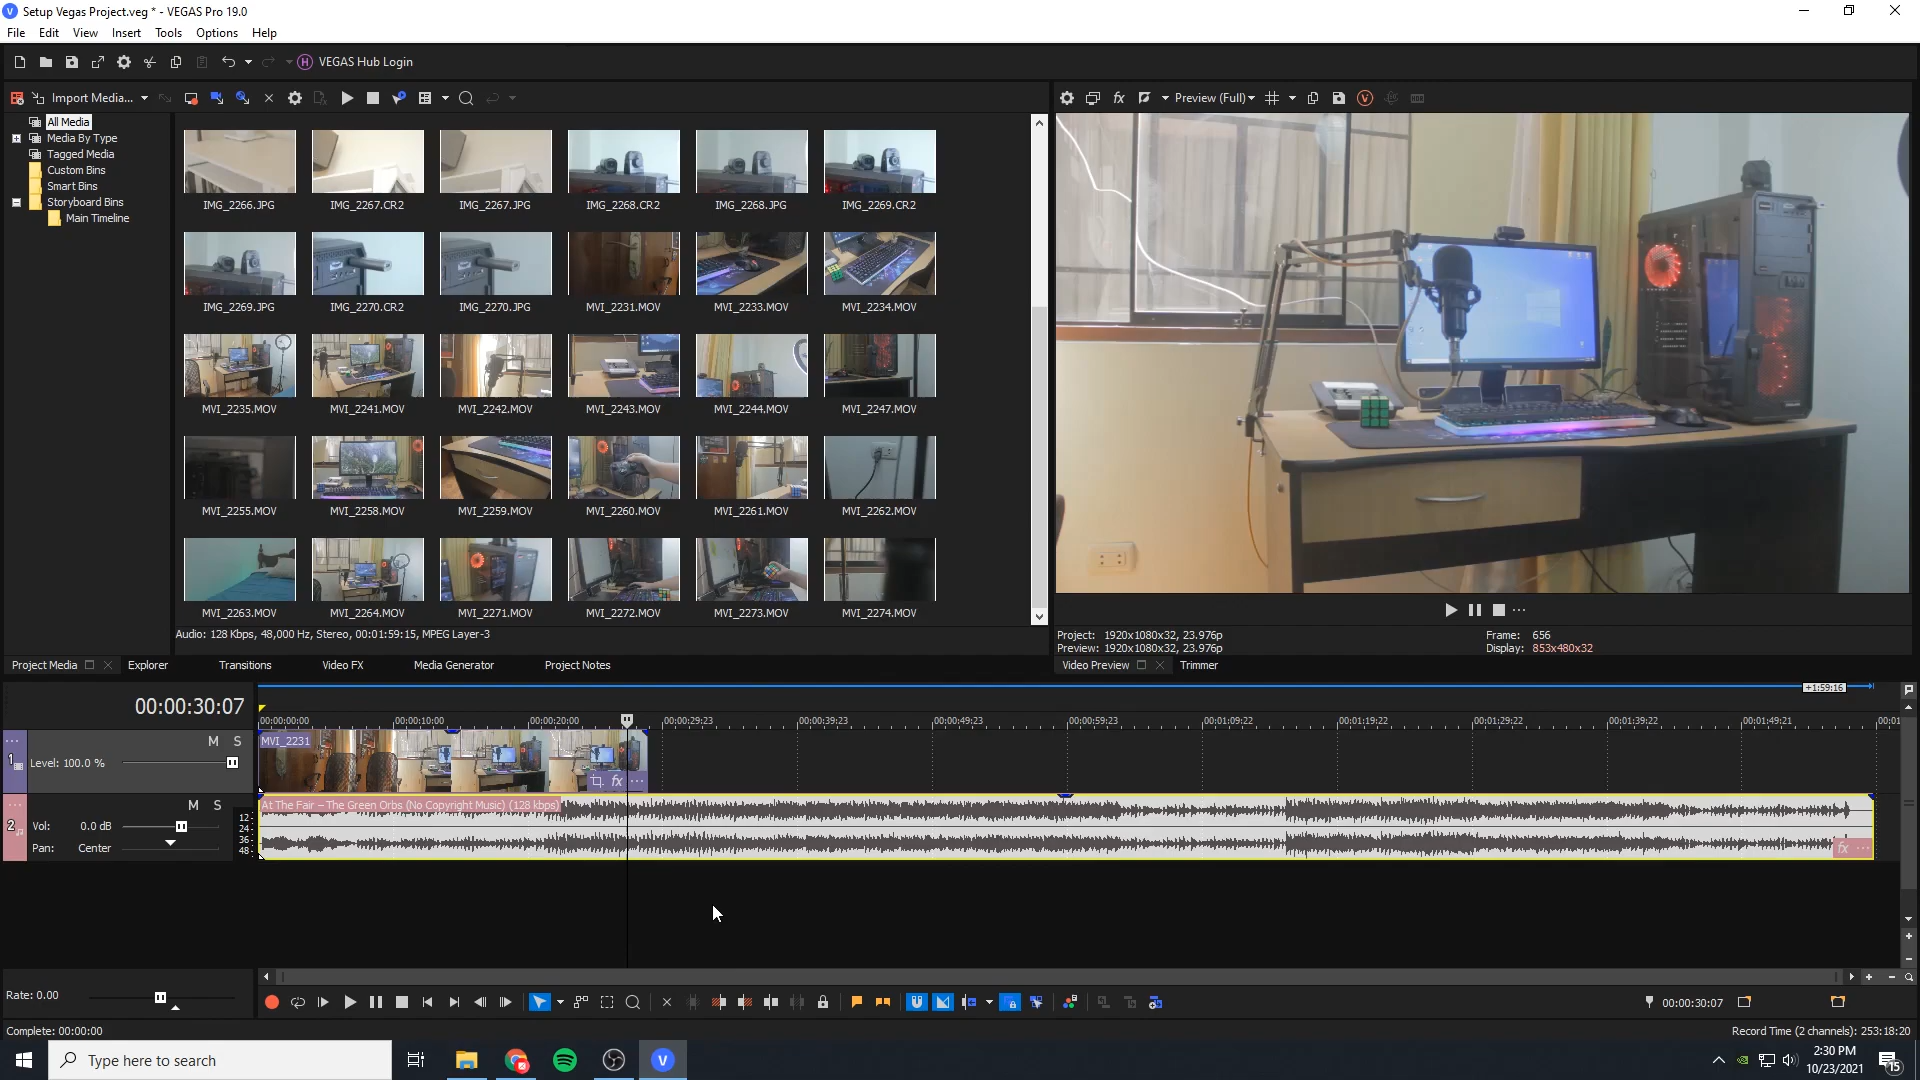 Setup Vegas Project.veg * - VEGAS Pro 19.0
File Edit View Insert Tools Options Help
VEGAS Hub Login
Import Media...
Preview (Full)
All Media
Media By Type
Tagged Media
Custom Bins
Smart Bins
Storyboard Bins
Main Timeline
IMG_2266.JPG IMG_2267.CR2 IMG_2267.JPG IMG_2268.CR2 IMG_2268.JPG IMG_2269.CR2
IMG_2269.JPG IMG_2270.CR2 IMG_2270.JPG MVI_2231.MOV MVI_2233.MOV MVI_2234.MOV
MVI_2235.MOV MVI_2241.MOV MVI_2242.MOV MVI_2243.MOV MVI_2244.MOV MVI_2247.MOV
MVI_2255.MOV MVI_2258.MOV MVI_2259.MOV MVI_2260.MOV MVI_2261.MOV MVI_2262.MOV
MVI_2263.MOV MVI_2264.MOV MVI_2271.MOV MVI_2272.MOV MVI_2273.MOV MVI_2274.MOV
Audio: 128 Kbps, 48,000 Hz, Stereo, 00:01:59:15, MPEG Layer-3
Project: 1920x1080x32, 23.976p Frame: 656
Preview: 1920x1080x32, 23.976p Display: 853x480x32
Project Media Explorer Transitions Video FX Media Generator Project Notes
Video Preview Trimmer
+1:59:16
00:00:30:07
00:00:00:00 00:00:10:00 00:00:20:00 00:00:29:23 00:00:39:23 00:00:49:23 00:00:59:23 00:01:09:22 00:01:19:22 00:01:29:22 00:01:39:22 00:01:49:21 00:01
M S
1 Level: 100.0 %
MVI_2231
fx
M S
2 Vol: 0.0 dB
Pan: Center
12
24
36
48
At The Fair – The Green Orbs (No Copyright Music) (128 kbps)
fx
Rate: 0.00
00:00:30:07
Complete: 00:00:00
Record Time (2 channels): 253:18:20
Type here to search
2:30 PM
10/23/2021
15